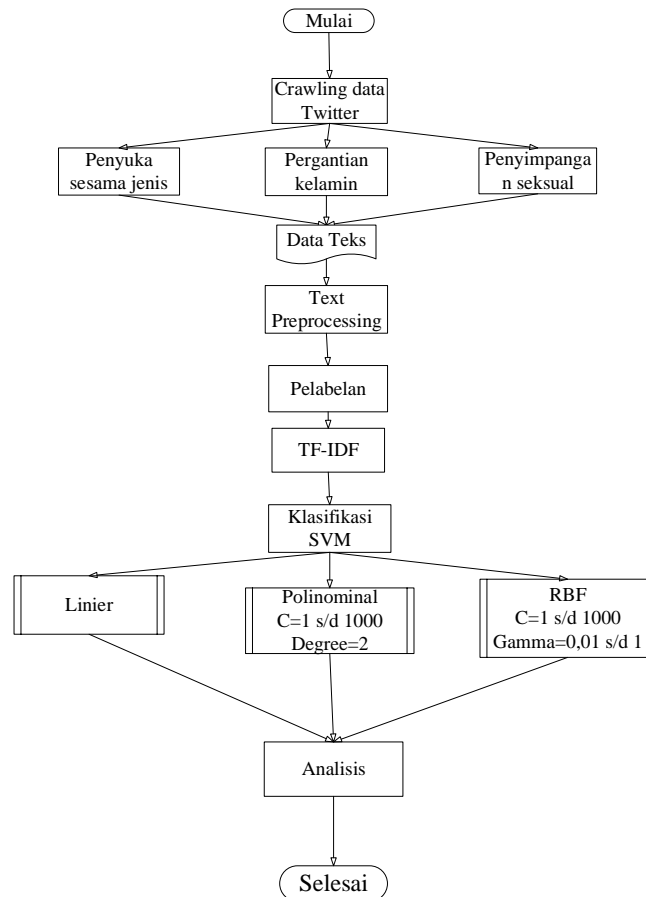 Mulai
Crawling data
Twitter
Penyuka
sesama jenis
Pergantian
kelamin
Penyimpanga
n seksual
Data Teks
Text
Preprocessing
Pelabelan
TF-IDF
Klasifikasi
SVM
Linier
Polinominal
C=1 s/d 1000
Degree=2
RBF
C=1 s/d 1000
Gamma=0,01 s/d 1
Analisis
Selesai